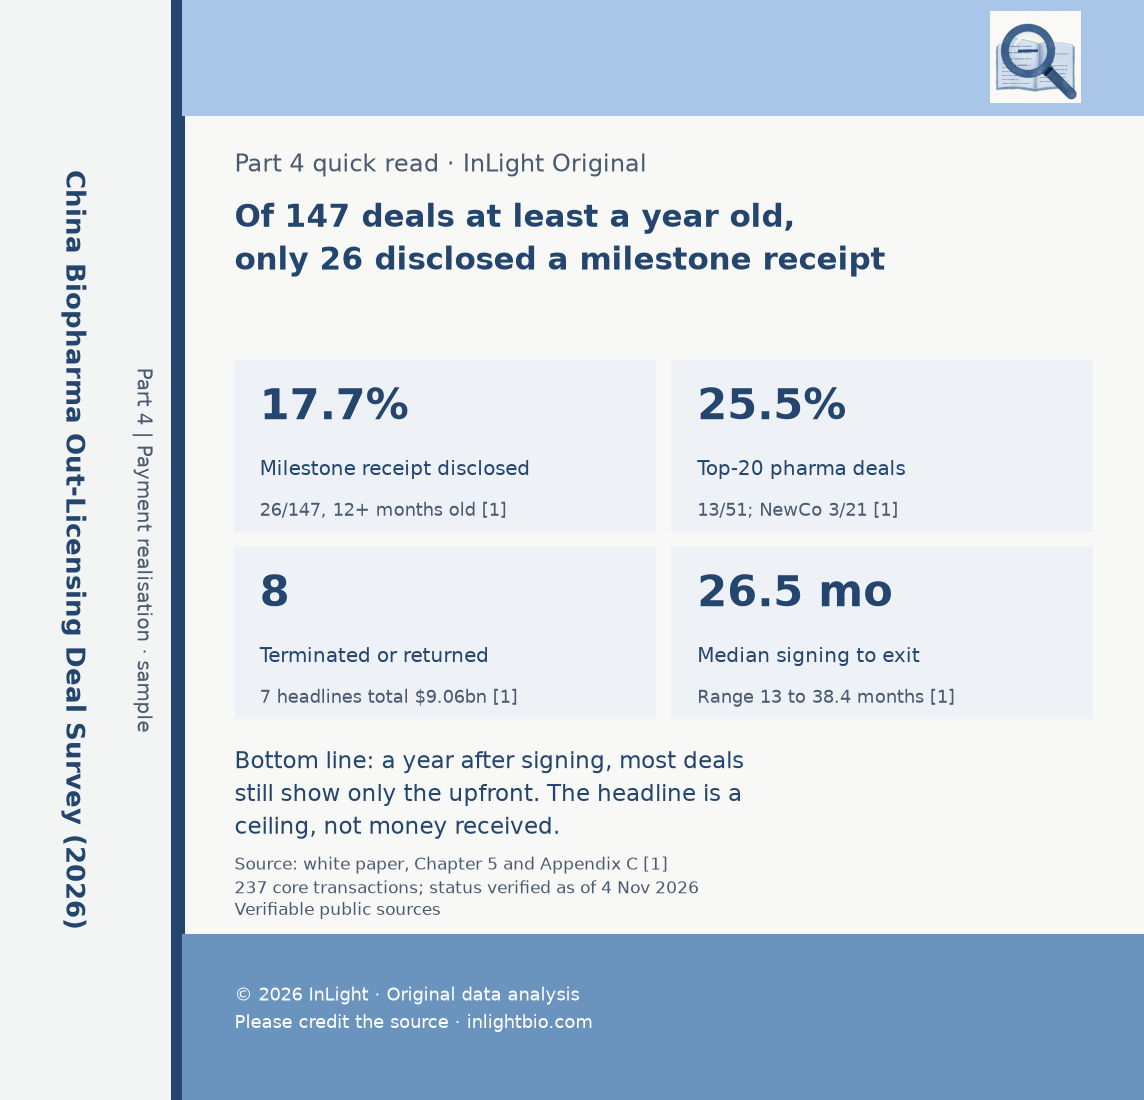 China Biopharma Out-Licensing Deal Survey (2026)
Part 4 | Payment realisation · sample
Part 4 quick read · InLight Original
Of 147 deals at least a year old,
only 26 disclosed a milestone receipt
17.7%
Milestone receipt disclosed
26/147, 12+ months old [1]
25.5%
Top-20 pharma deals
13/51; NewCo 3/21 [1]
8
Terminated or returned
7 headlines total $9.06bn [1]
26.5 mo
Median signing to exit
Range 13 to 38.4 months [1]
Bottom line: a year after signing, most deals
still show only the upfront. The headline is a
ceiling, not money received.
Source: white paper, Chapter 5 and Appendix C [1]
237 core transactions; status verified as of 4 Nov 2026
Verifiable public sources
© 2026 InLight · Original data analysis
Please credit the source · inlightbio.com